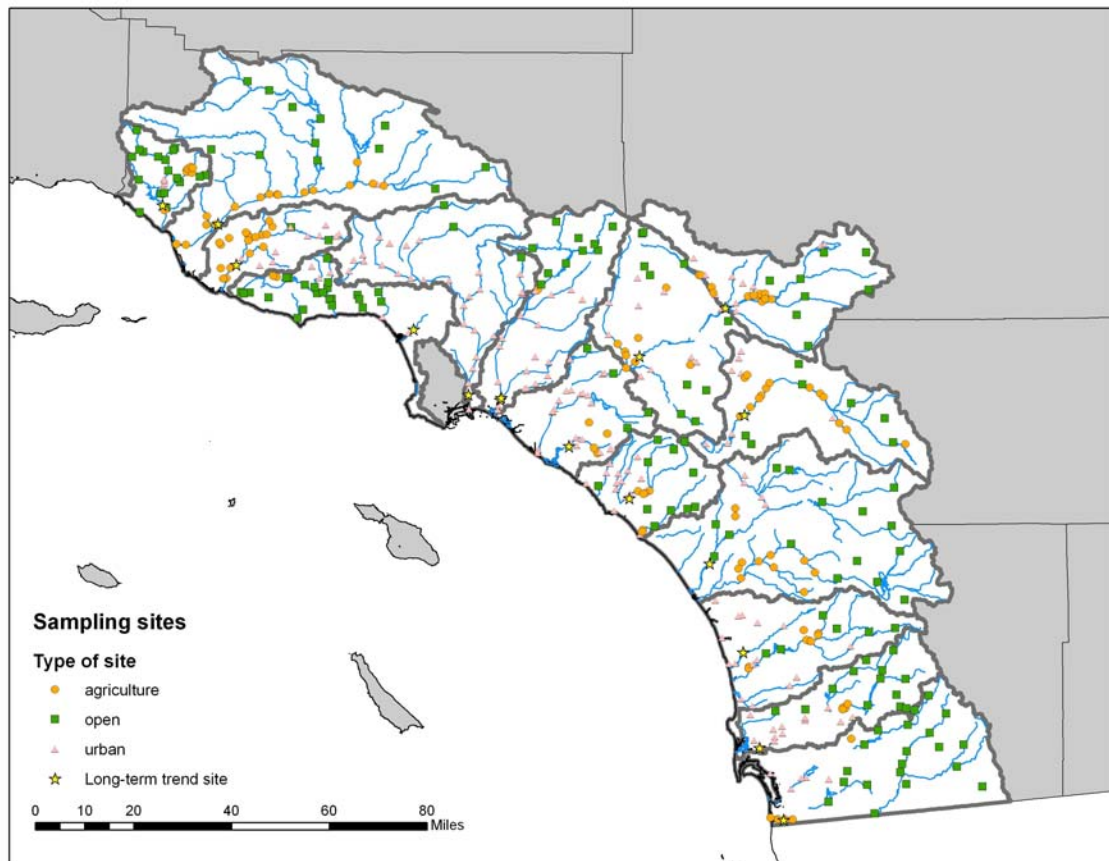 Sampling sites
Type of site
agriculture
open
urban
Long-term trend site
0 10 20 40 60 80
Miles